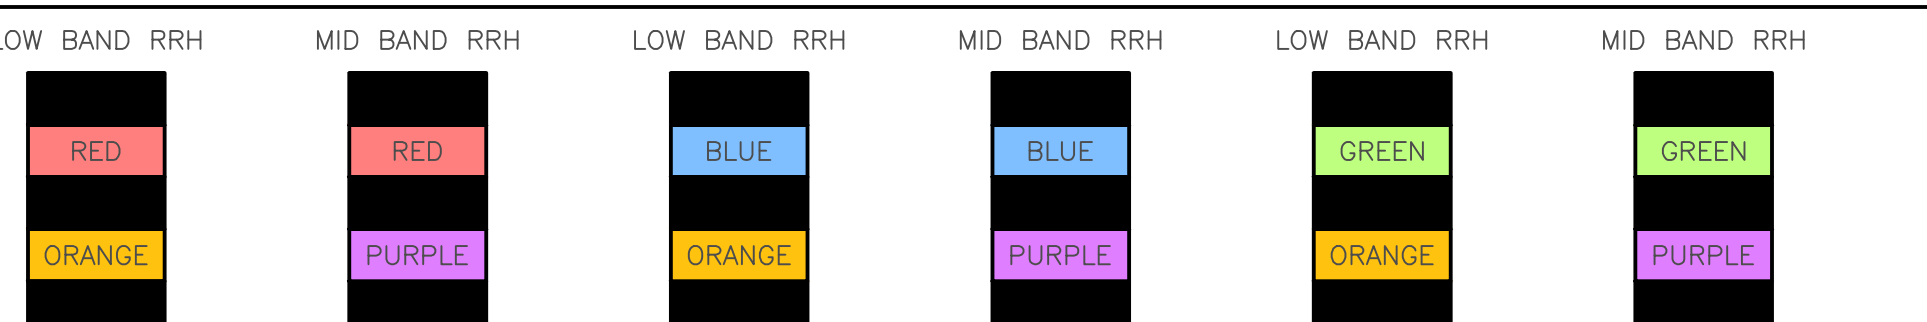 LOW BAND RRH MID BAND RRH LOW BAND RRH MID BAND RRH LOW BAND RRH MID BAND RRH
RED RED BLUE BLUE GREEN GREEN
ORANGE PURPLE ORANGE PURPLE ORANGE PURPLE